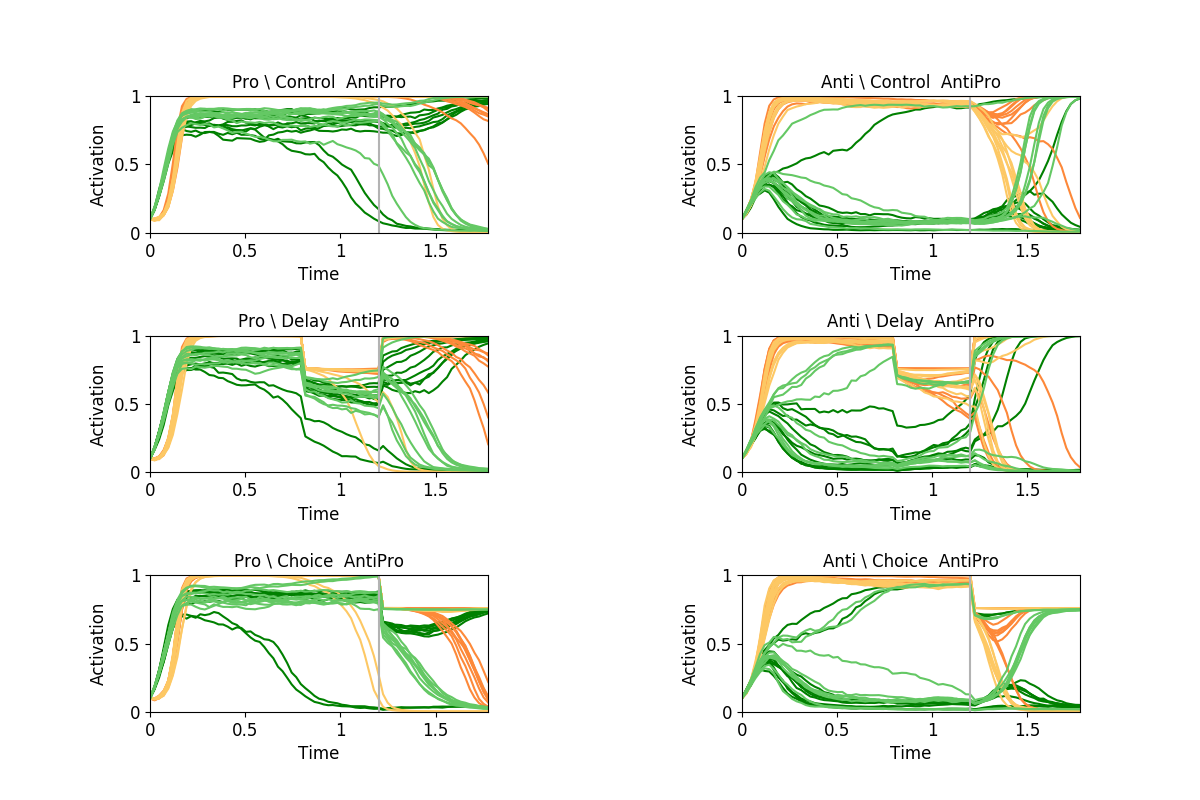 Pro \ Control  AntiPro
Anti \ Control  AntiPro
1
0.5
0
Activation
0
0.5
1
1.5
Time
1
0.5
0
Activation
0
0.5
1
1.5
Time
Pro \ Delay  AntiPro
Anti \ Delay  AntiPro
1
0.5
0
Activation
0
0.5
1
1.5
Time
1
0.5
0
Activation
0
0.5
1
1.5
Time
Pro \ Choice  AntiPro
Anti \ Choice  AntiPro
1
0.5
0
Activation
0
0.5
1
1.5
Time
1
0.5
0
Activation
0
0.5
1
1.5
Time